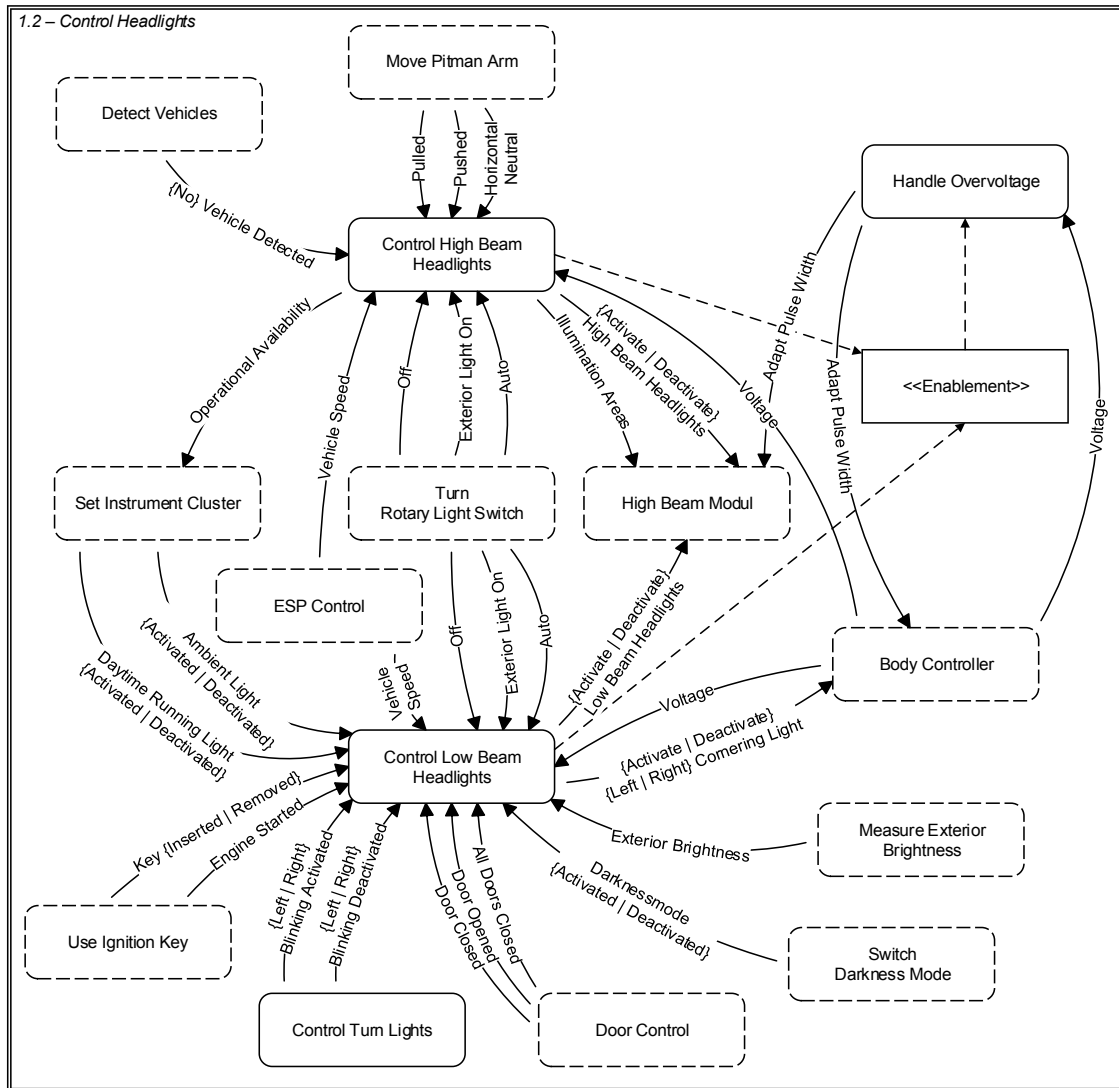 1.2 – Control Headlights
Move Pitman Arm
Detect Vehicles
Pulled
Pushed
Horizontal
Neutral
{No} Vehicle Detected
Handle Overvoltage
Control High Beam
Headlights
Operational Availability
Vehicle Speed
Off
Exterior Light On
Auto
Illumination Areas
{Activate | Deactivate}
High Beam Headlights
Voltage
Adapt Pulse Width
Adapt Pulse Width
<<Enablement>>
Voltage
Set Instrument Cluster
Turn
Rotary Light Switch
High Beam Modul
ESP Control
Ambient Light
{Activated | Deactivated}
Daytime Running Light
{Activated | Deactivated}
Vehicle
Speed
Off
Exterior Light On
Auto
{Activate | Deactivate}
Low Beam Headlights
Body Controller
Voltage
Control Low Beam
Headlights
{Activate | Deactivate}
{Left | Right} Cornering Light
Key {Inserted | Removed}
Engine Started
Exterior Brightness
Measure Exterior
Brightness
{Left | Right}
Blinking Activated
{Left | Right}
Blinking Deactivated
Door Closed
Door Opened
All Doors Closed
Darknessmode
{Activated | Deactivated}
Use Ignition Key
Switch
Darkness Mode
Control Turn Lights
Door Control